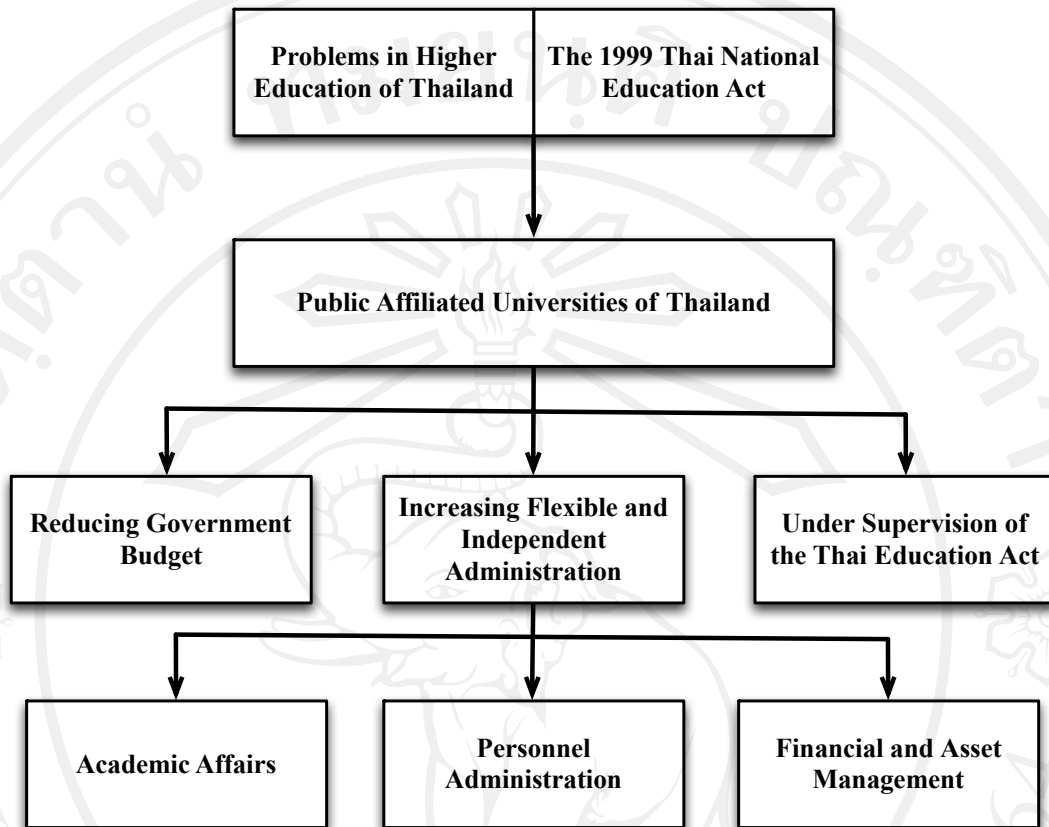 Problems in Higher
Education of Thailand
The 1999 Thai National
Education Act
Public Affiliated Universities of Thailand
Reducing Government
Budget
Increasing Flexible and
Independent
Administration
Under Supervision of
the Thai Education Act
Academic Affairs
Personnel
Administration
Financial and Asset
Management